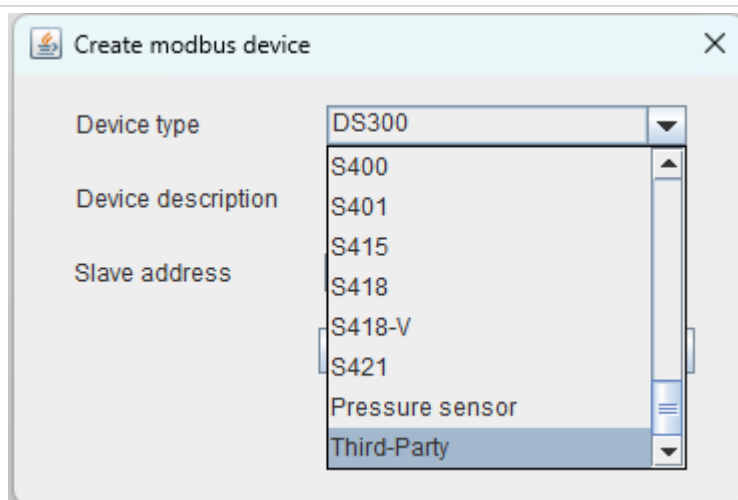 Create modbus device
Device type
DS300
S400
Device description
S401
S415
Slave address
S418
S418-V
S421
Pressure sensor
Third-Party